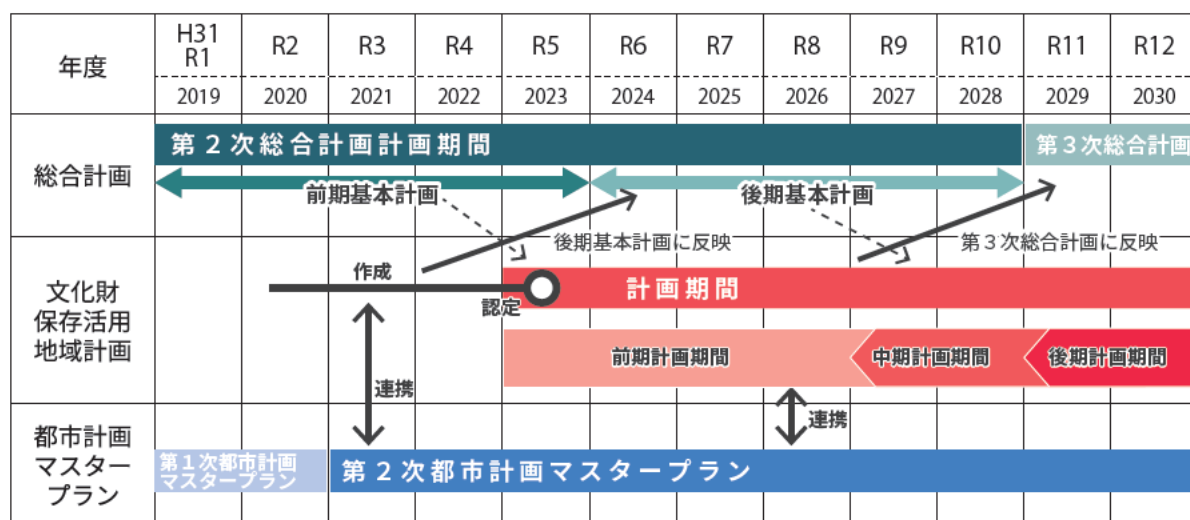 年度
H31 R1
R2
R3
R4
R5
R6
R7
R8
R9
R10
R11
R12
2019
2020
2021
2022
2023
2024
2025
2026
2027
2028
2029
2030
総合計画
第２次総合計画計画期間
第３次総合計画
前期基本計画
後期基本計画
後期基本計画に反映
第３次総合計画に反映
文化財
保存活用
地域計画
作成
認定
計画期間
前期計画期間
中期計画期間
後期計画期間
連携
連携
都市計画
マスター
プラン
第１次都市計画
マスタープラン
第２次都市計画マスタープラン